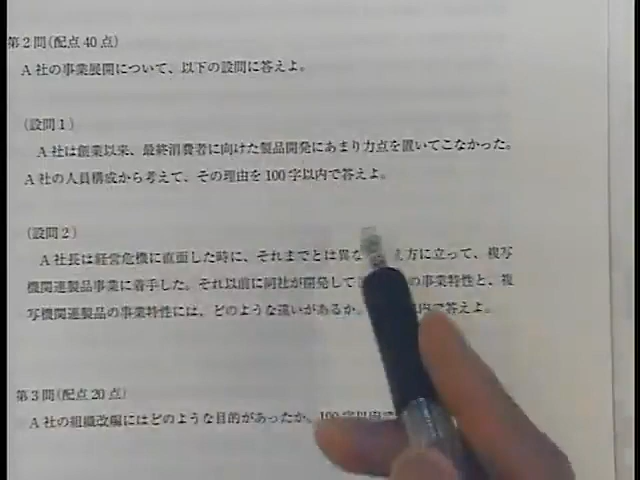 第2問(配点40点)
A社の事業展開について、以下の設問に答えよ。
(設問1)
A社は創業以来、最終消費者に向けた製品開発にあまり力点を置いてこなかった。
A社の人員構成から考えて、その理由を100字以内で答えよ。
(設問2)
A社長は経営危機に直面した時に、それまでとは異な え方に立って、複写
機関連製品事業に着手した。それ以前に同社が開発して の事業特性と、複
写機関連製品の事業特性には、どのような違いがあるか。 内で答えよ。
第3問(配点20点)
A社の組織改編にはどのような目的があったか。100字以内